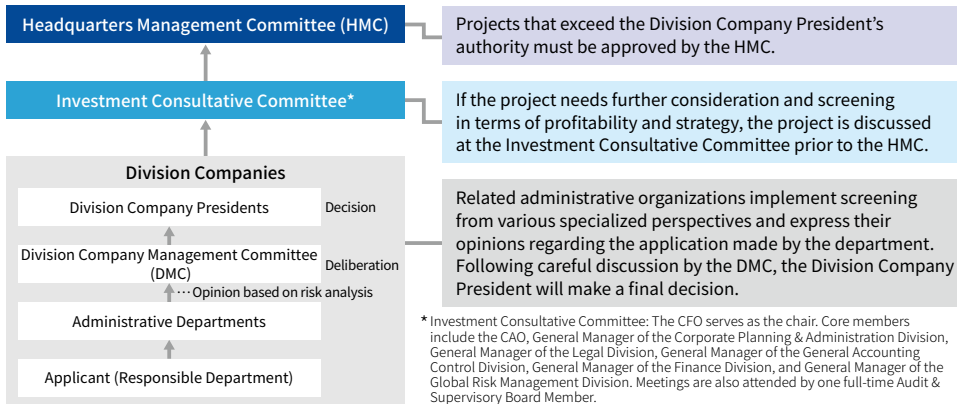 Headquarters Management Committee (HMC)
Projects that exceed the Division Company President’s
authority must be approved by the HMC.
Investment Consultative Committee*
If the project needs further consideration and screening
in terms of profitability and strategy, the project is discussed
at the Investment Consultative Committee prior to the HMC.
Division Companies
Division Company Presidents
Decision
Division Company Management Committee
(DMC)
Deliberation
…Opinion based on risk analysis
Administrative Departments
Applicant (Responsible Department)
Related administrative organizations implement screening
from various specialized perspectives and express their
opinions regarding the application made by the department.
Following careful discussion by the DMC, the Division Company
President will make a final decision.
* Investment Consultative Committee: The CFO serves as the chair. Core members
include the CAO, General Manager of the Corporate Planning & Administration Division,
General Manager of the Legal Division, General Manager of the General Accounting
Control Division, General Manager of the Finance Division, and General Manager of the
Global Risk Management Division. Meetings are also attended by one full-time Audit &
Supervisory Board Member.